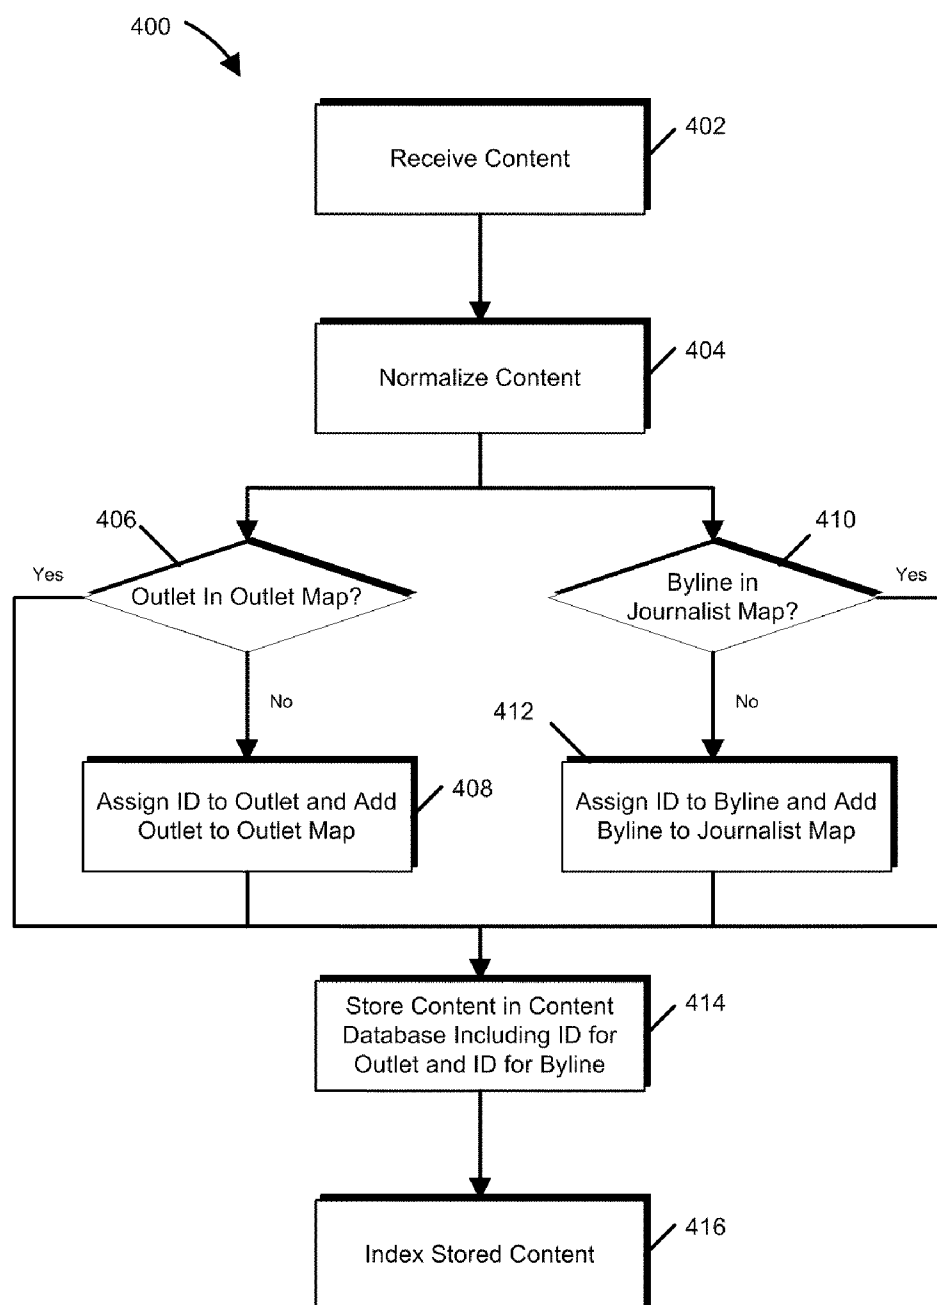 400
402
Receive Content
404
Normalize Content
406
410
Yes
Outlet In Outlet Map?
Byline in
Journalist Map?
Yes
No
No
412
Assign ID to Outlet and Add
Outlet to Outlet Map
408
Assign ID to Byline and Add
Byline to Journalist Map
Store Content in Content
Database Including ID for
Outlet and ID for Byline
414
Index Stored Content
416